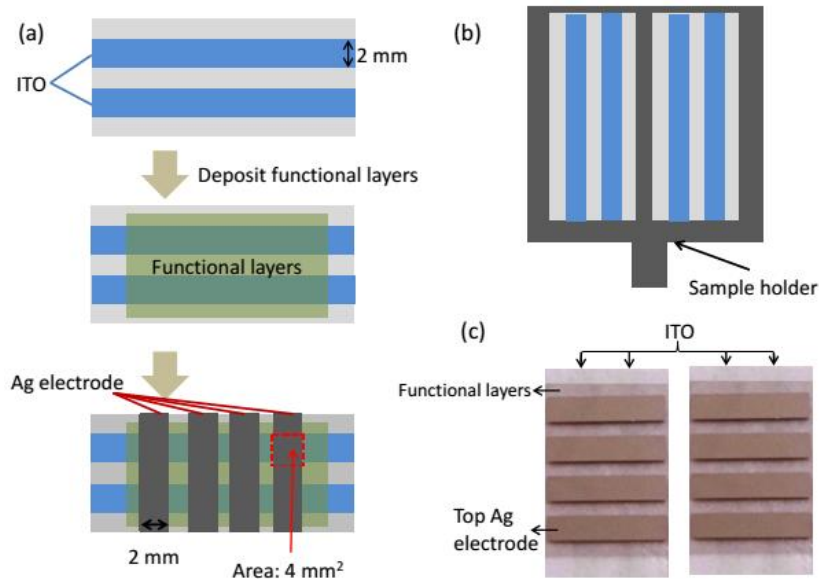 (a)
2 mm
ITO
Deposit functional layers
Functional layers
Ag electrode
2 mm
Area: 4 mm²
(b)
Sample holder
(c)
ITO
Functional layers
Top Ag
electrode